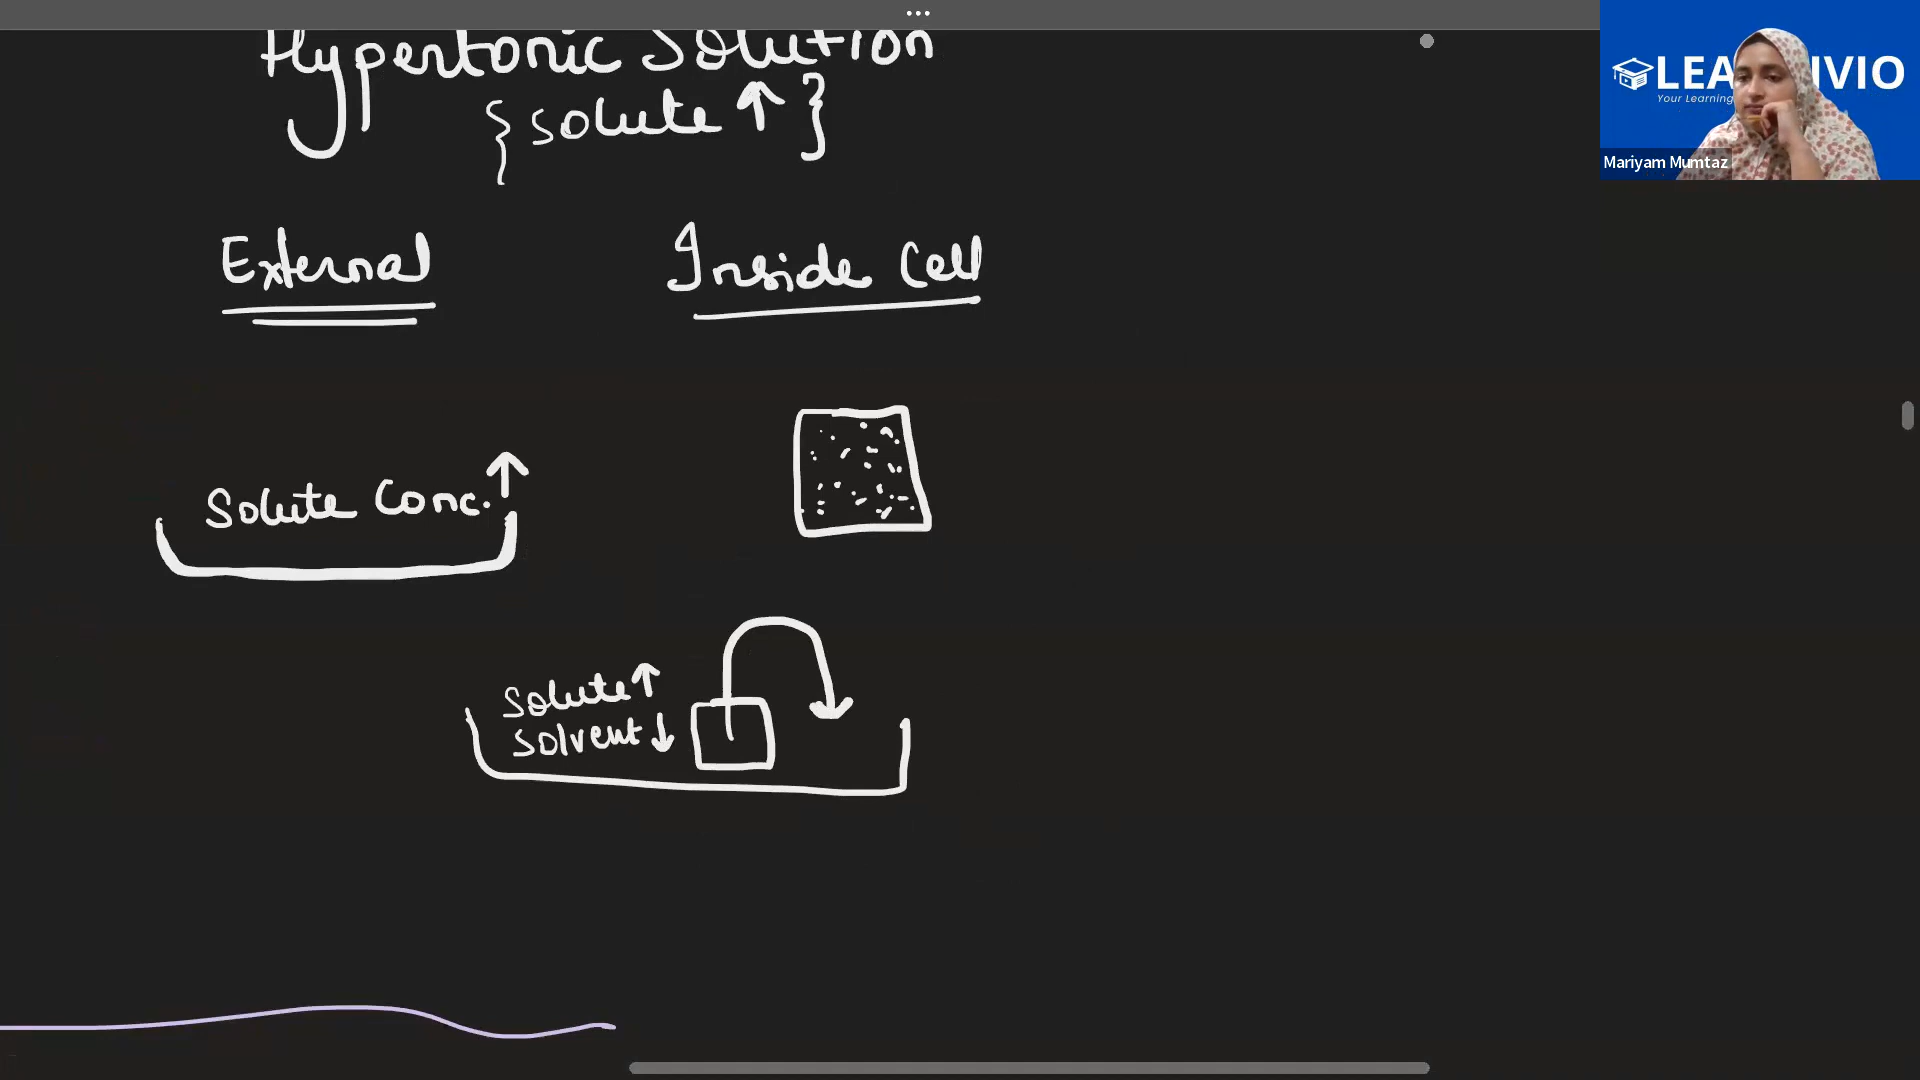 Hypertonic Solution
{Solute ↑}
External
Inside Cell
Solute Conc. ↑
Solute ↑
Solvent ↓
LEA IVIO
Your Learning
Mariyam Mumtaz